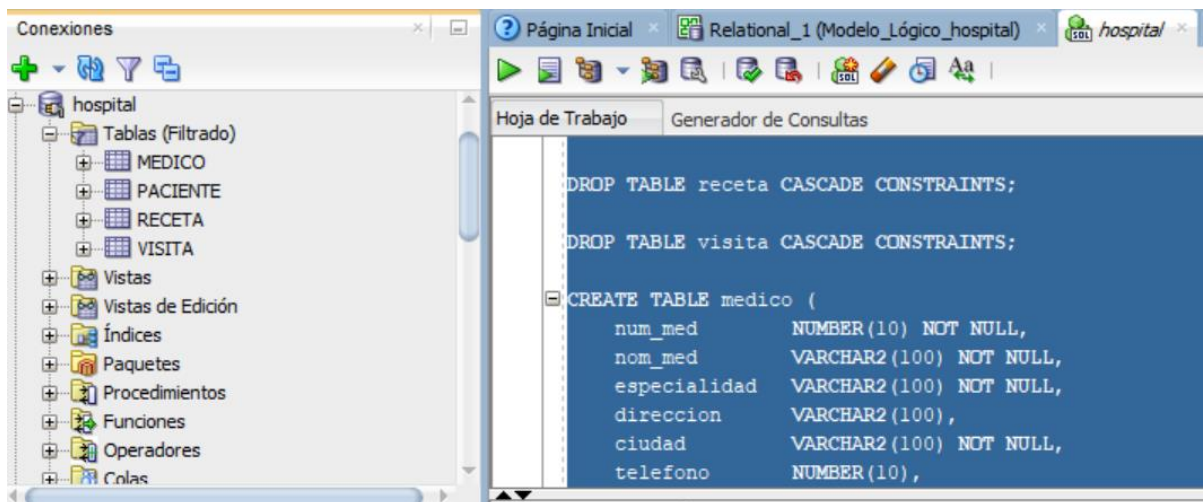 Conexiones
hospital
Tablas (Filtrado)
MEDICO
PACIENTE
RECETA
VISITA
Vistas
Vistas de Edición
Índices
Paquetes
Procedimientos
Funciones
Operadores
Colas
Página Inicial
Relational_1 (Modelo_Lógico_hospital)
hospital
Hoja de Trabajo
Generador de Consultas
DROP TABLE receta CASCADE CONSTRAINTS;
DROP TABLE visita CASCADE CONSTRAINTS;
CREATE TABLE medico (
num_med NUMBER(10) NOT NULL,
nom_med VARCHAR2(100) NOT NULL,
especialidad VARCHAR2(100) NOT NULL,
direccion VARCHAR2(100),
ciudad VARCHAR2(100) NOT NULL,
telefono NUMBER(10),